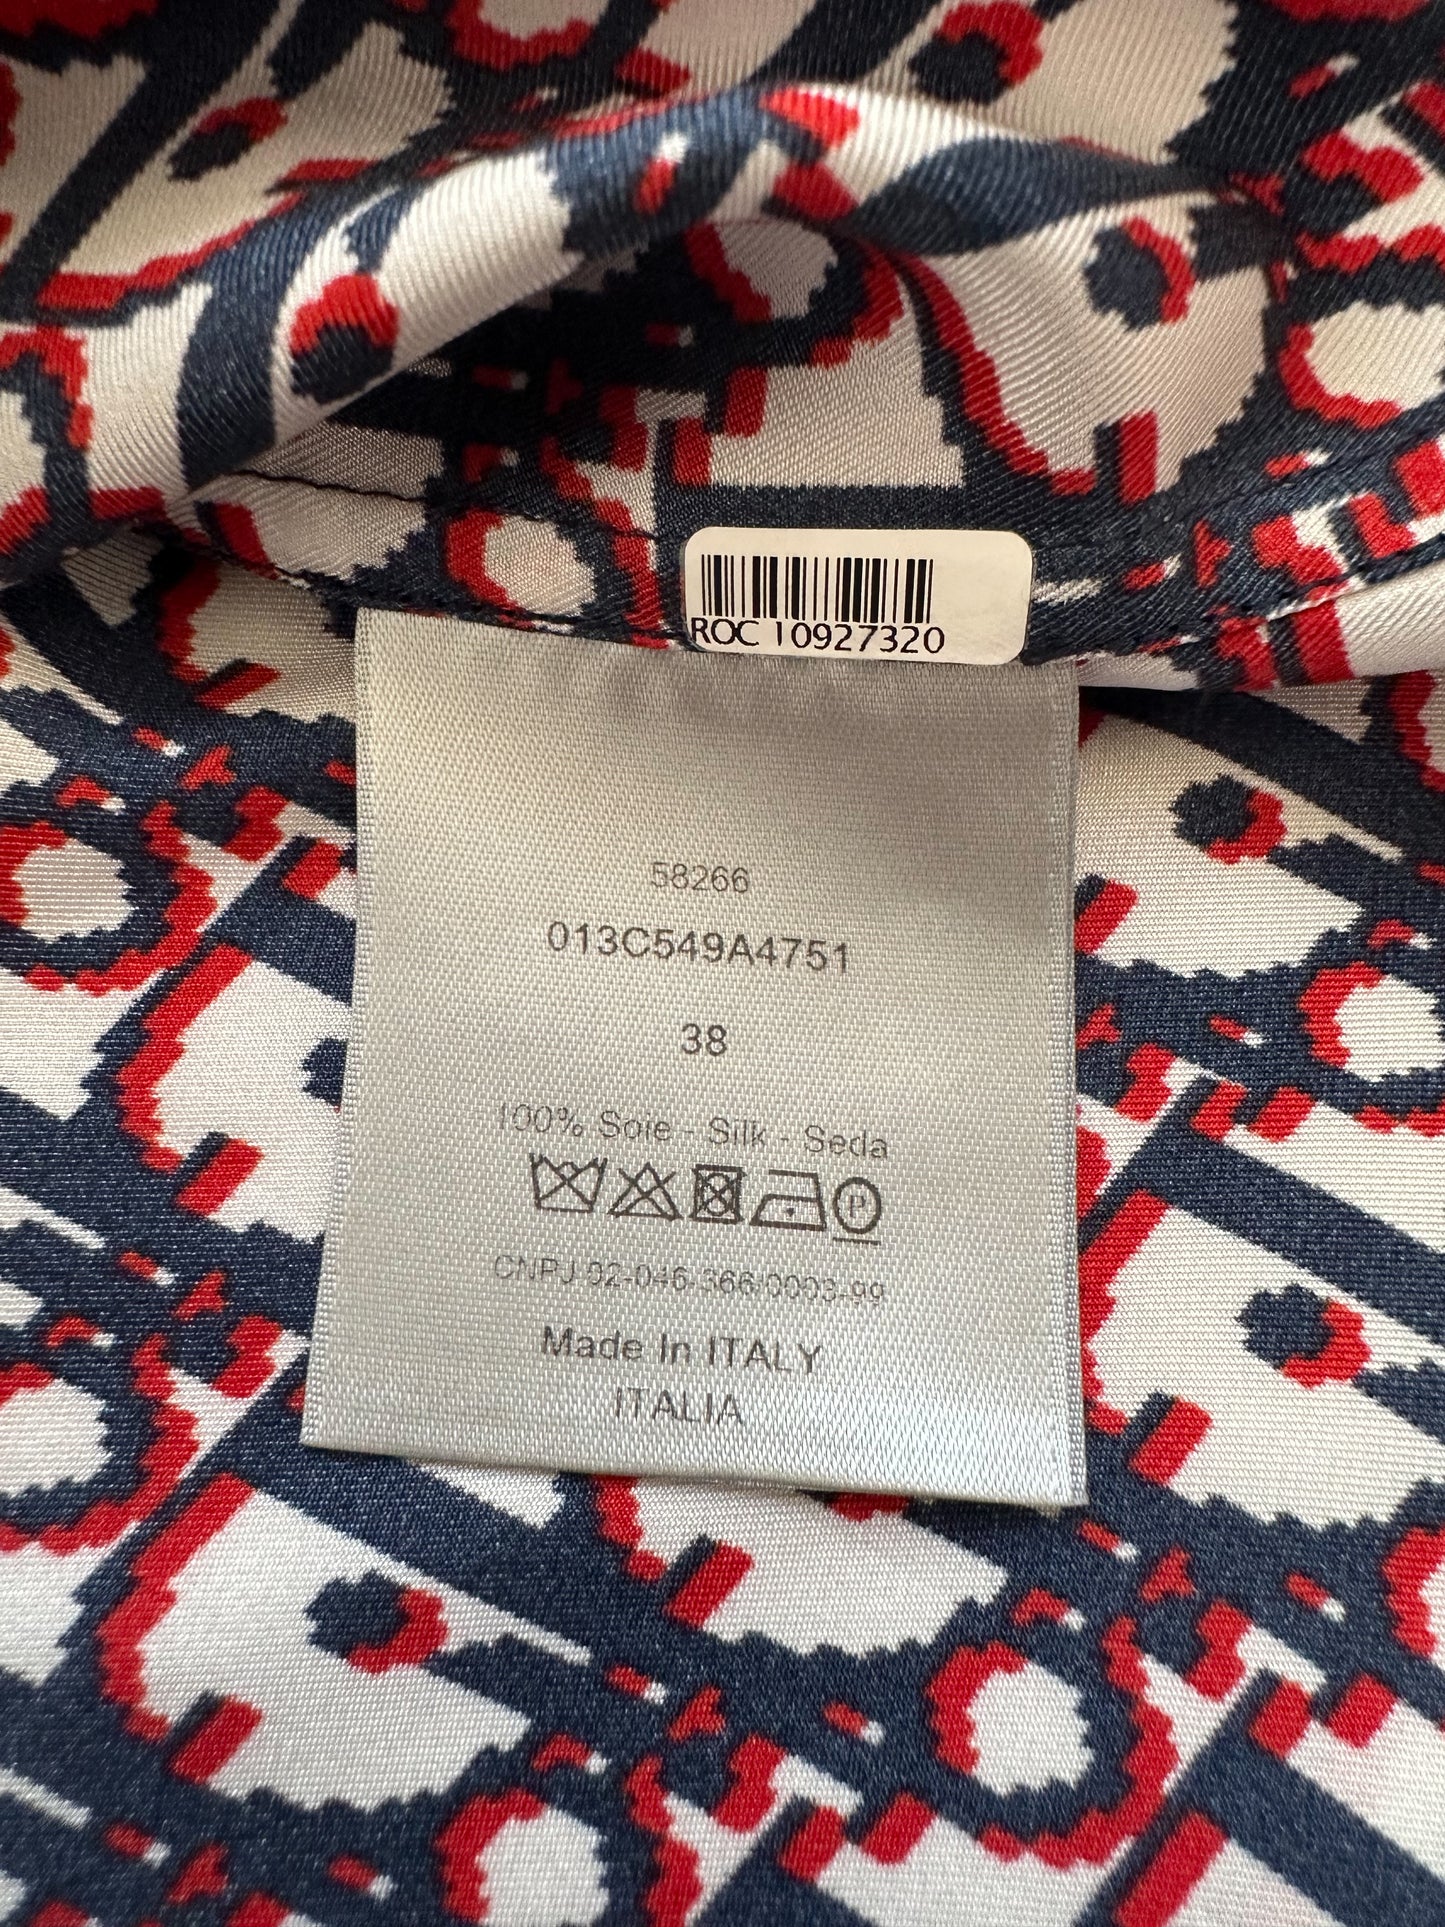 ROC 10927320
58266
013C549A4751
38
100% Soie - Silk - Seda
P
CNPJ 02-046-366/0003-99
Made In ITALY
ITALIA